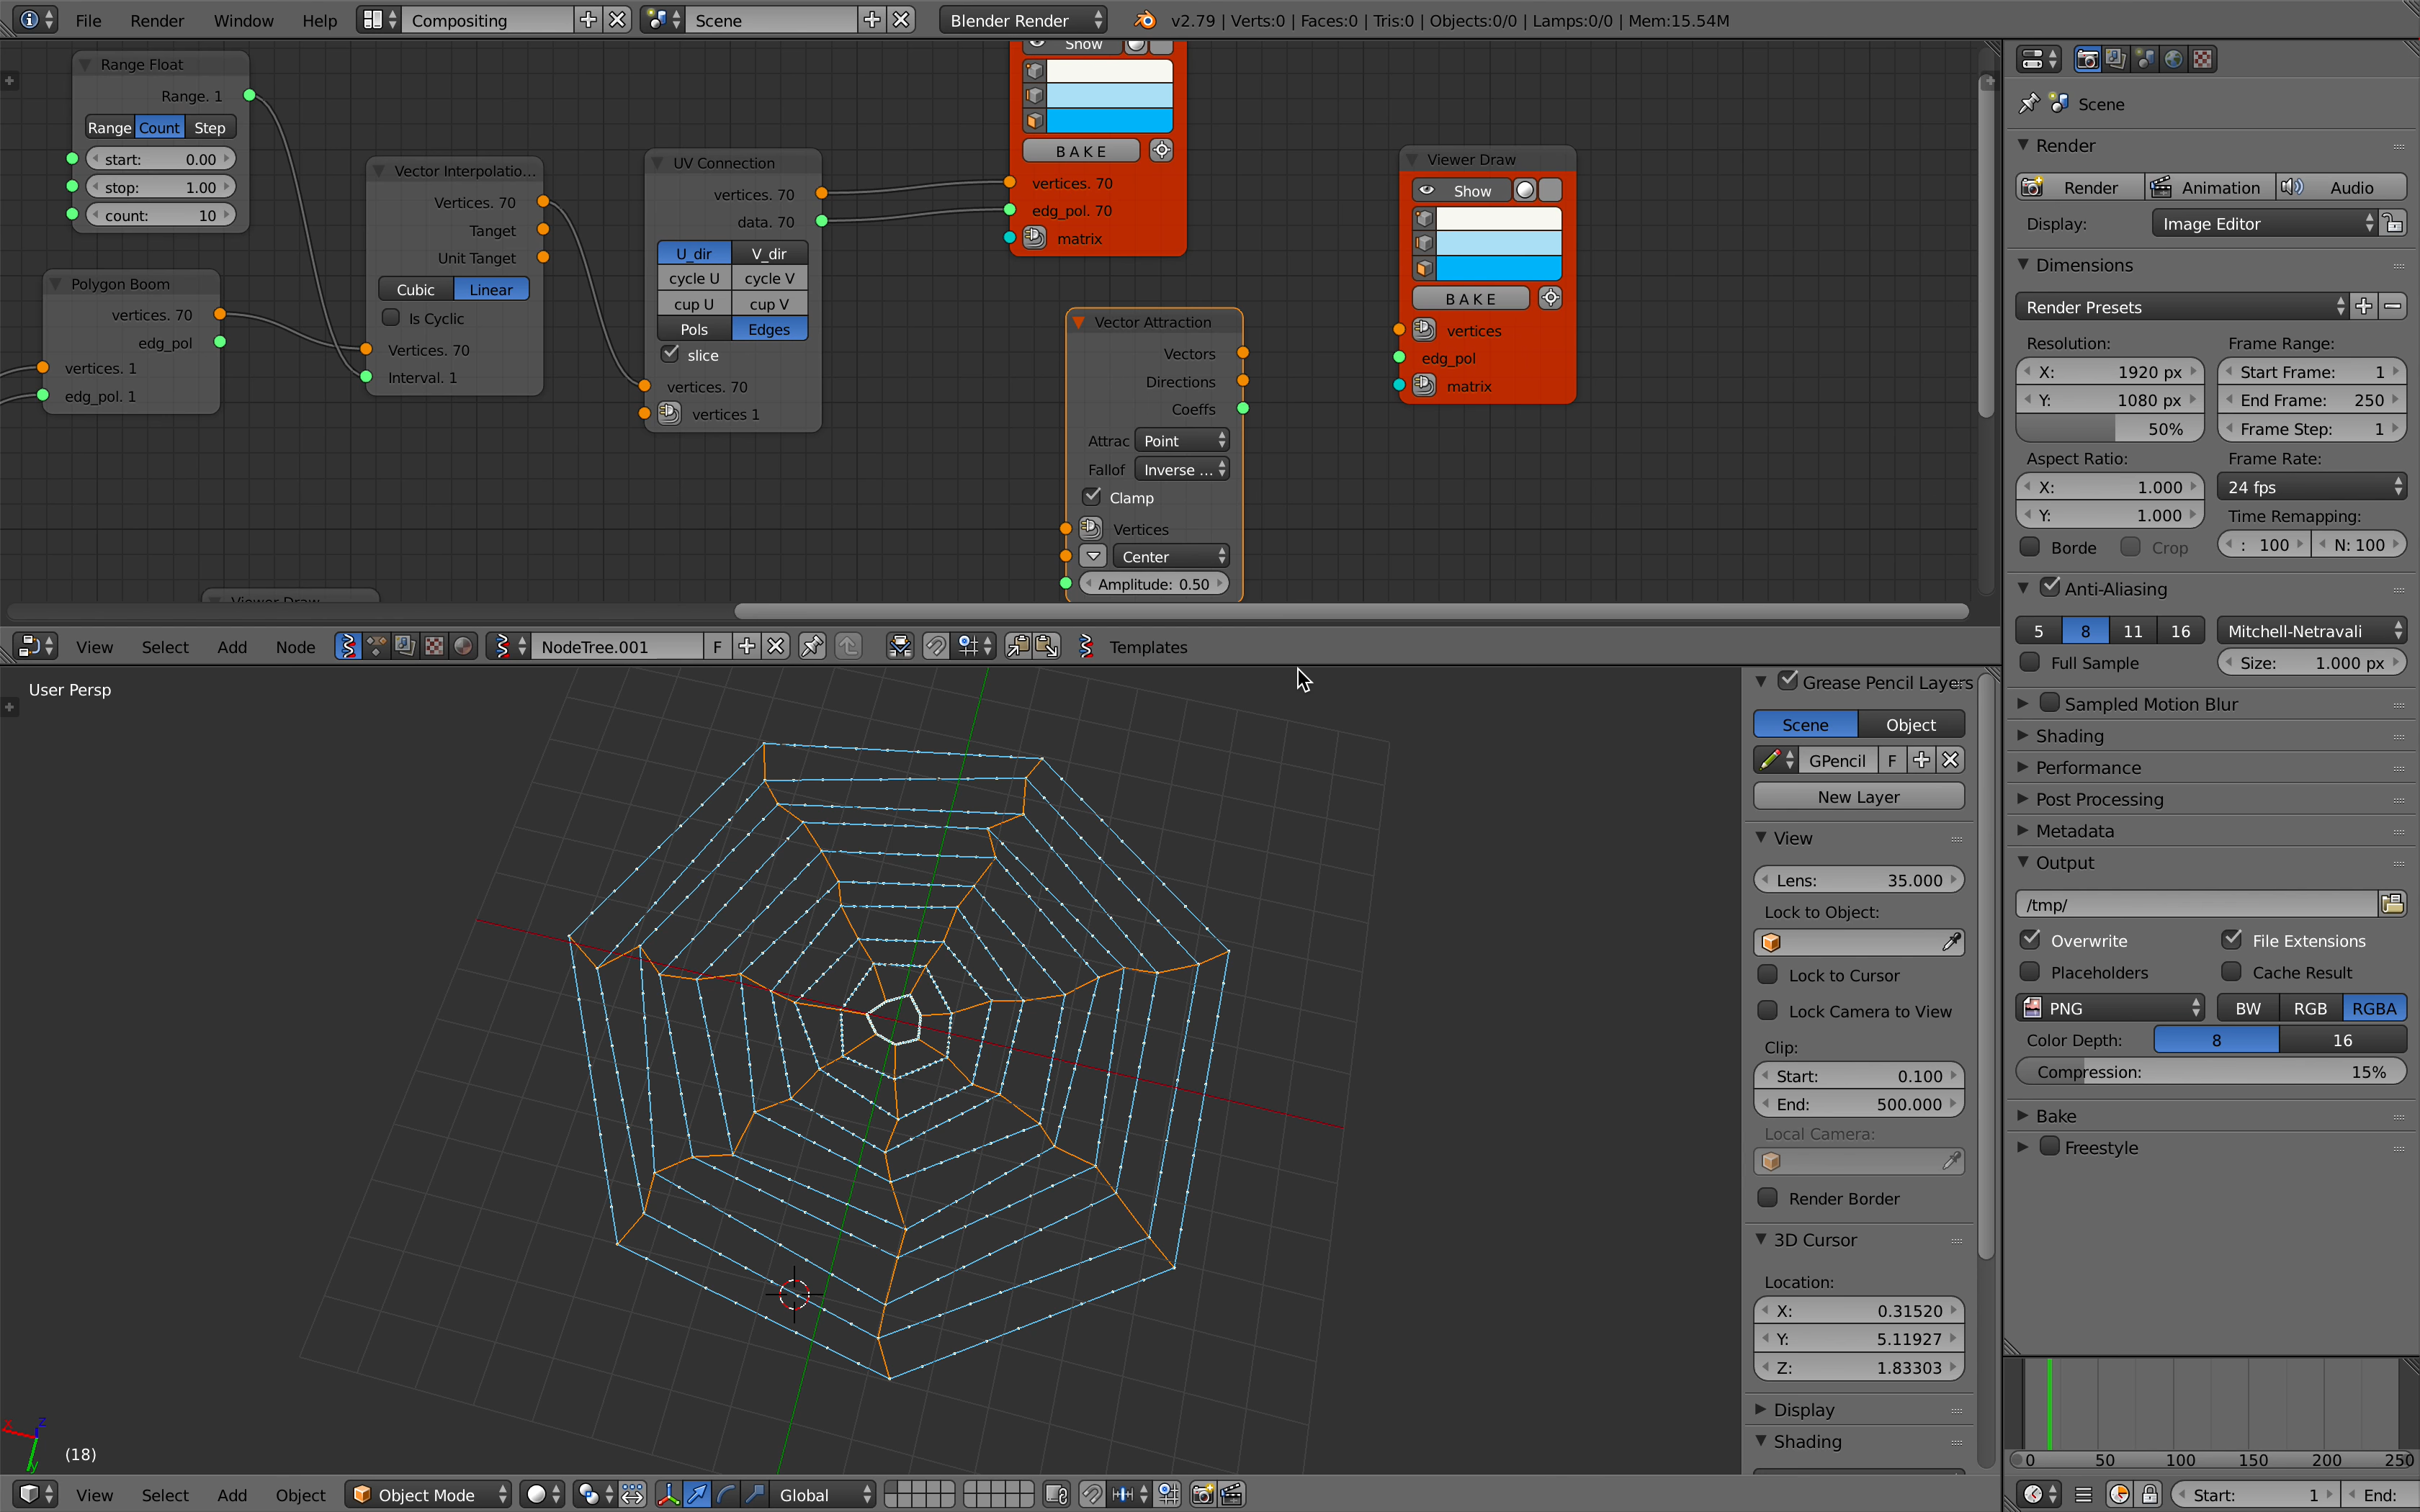 File Render Window Help Compositing Scene Blender Render v2.79 | Verts:0 | Faces:0 | Tris:0 | Objects:0/0 | Lamps:0/0 | Mem:15.54M
Range Float
Range. 1
Range Count Step
start: 0.00
stop: 1.00
count: 10
Polygon Boom
vertices. 70
edg_pol
vertices. 1
edg_pol. 1
Vector Interpolatio...
Vertices. 70
Tanget
Unit Tanget
Cubic Linear
Is Cyclic
Vertices. 70
Interval. 1
UV Connection
vertices. 70
data. 70
U_dir V_dir
cycle U cycle V
cup U cup V
Pols Edges
slice
vertices. 70
vertices 1
Show
BAKE
vertices. 70
edg_pol. 70
matrix
Vector Attraction
Vectors
Directions
Coeffs
Attrac Point
Fallof Inverse ...
Clamp
Vertices
Center
Amplitude: 0.50
Viewer Draw
Show
BAKE
vertices
edg_pol
matrix
Viewer Draw
View Select Add Node NodeTree.001 F Templates
User Persp
(18)
Grease Pencil Layers
Scene Object
GPencil F
New Layer
View
Lens: 35.000
Lock to Object:
Lock to Cursor
Lock Camera to View
Clip:
Start: 0.100
End: 500.000
Local Camera:
Render Border
3D Cursor
Location:
X: 0.31520
Y: 5.11927
Z: 1.83303
Display
Shading
View Select Add Object Object Mode Global
Scene
Render
Render Animation Audio
Display: Image Editor
Dimensions
Render Presets
Resolution: Frame Range:
X: 1920 px Start Frame: 1
Y: 1080 px End Frame: 250
50% Frame Step: 1
Aspect Ratio: Frame Rate:
X: 1.000 24 fps
Y: 1.000 Time Remapping:
Borde Crop : 100 N: 100
Anti-Aliasing
5 8 11 16 Mitchell-Netravali
Full Sample Size: 1.000 px
Sampled Motion Blur
Shading
Performance
Post Processing
Metadata
Output
/tmp/
Overwrite File Extensions
Placeholders Cache Result
PNG BW RGB RGBA
Color Depth: 8 16
Compression: 15%
Bake
Freestyle
0 50 100 150 200 250
Start: 1 End: